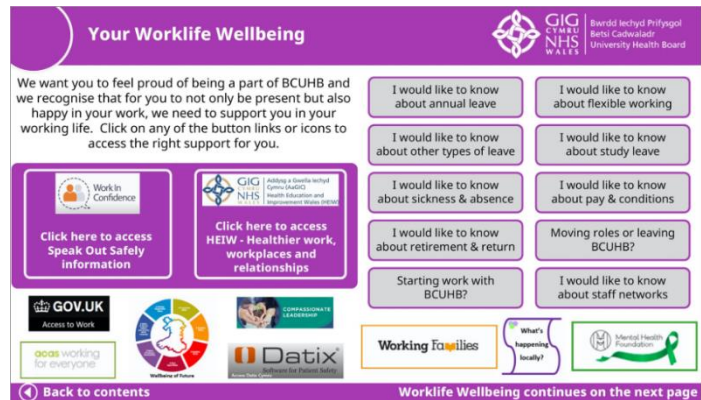 Your Worklife Wellbeing
GIG
CYMRU
NHS
WALES
Bwrdd Iechyd Prifysgol
Betsi Cadwaladr
University Health Board
We want you to feel proud of being a part of BCUHB and
we recognise that for you to not only be present but also
happy in your work, we need to support you in your
working life. Click on any of the button links or icons to
access the right support for you.
Work In
Confidence
Click here to access
Speak Out Safely
information
GIG
CYMRU
NHS
WALES
Addysg a Gwella Iechyd
Cymru (AaGIC)
Health Education and
Improvement Wales (HEIW)
Click here to access
HEIW - Healthier work,
workplaces and
relationships
I would like to know
about annual leave
I would like to know
about flexible working
I would like to know
about other types of leave
I would like to know
about study leave
I would like to know
about sickness & absence
I would like to know
about pay & conditions
I would like to know
about retirement & return
Moving roles or leaving
BCUHB?
Starting work with
BCUHB?
I would like to know
about staff networks
GOV.UK
Access to Work
acas working
for everyone
Wellbeing of Future
COMPASSIONATE
LEADERSHIP
Datix
Software for Patient Safety
Working Families
What's
happening
locally?
Mental Health
Foundation
Back to contents
Worklife Wellbeing continues on the next page